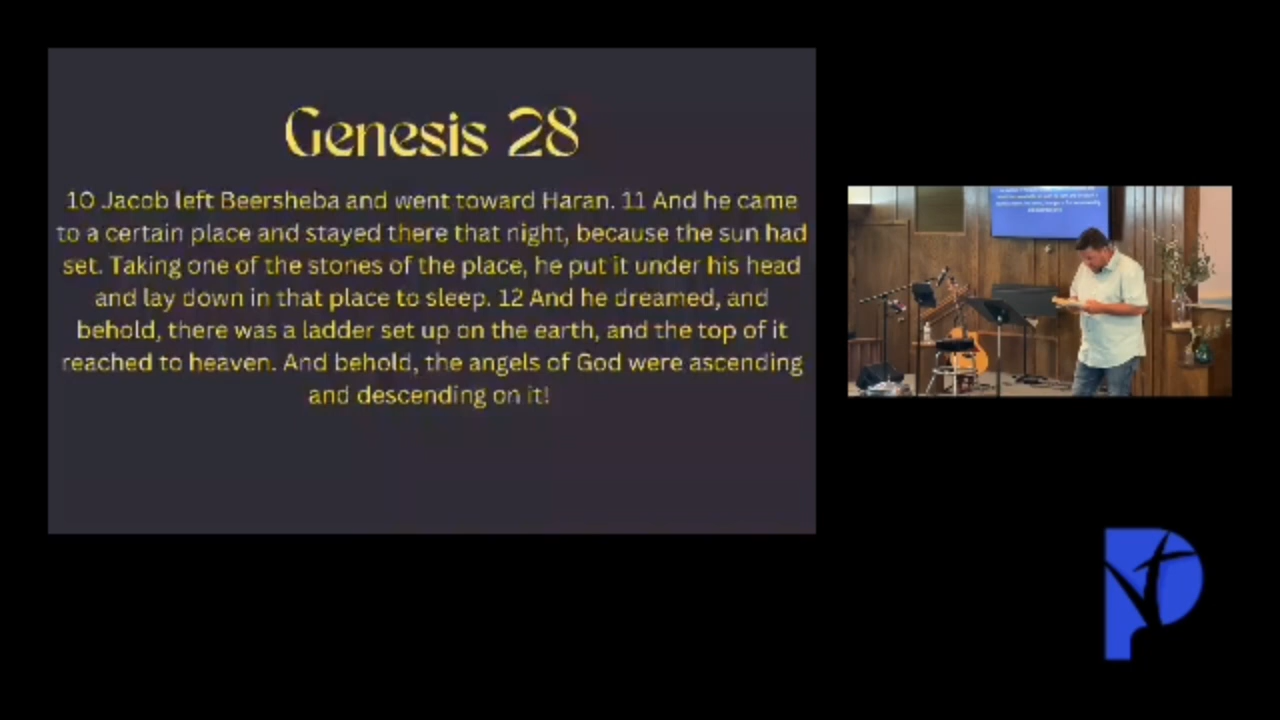 Genesis 28
10 Jacob left Beersheba and went toward Haran. 11 And he came
to a certain place and stayed there that night, because the sun had
set. Taking one of the stones of the place, he put it under his head
and lay down in that place to sleep. 12 And he dreamed, and
behold, there was a ladder set up on the earth, and the top of it
reached to heaven. And behold, the angels of God were ascending
and descending on it!
P